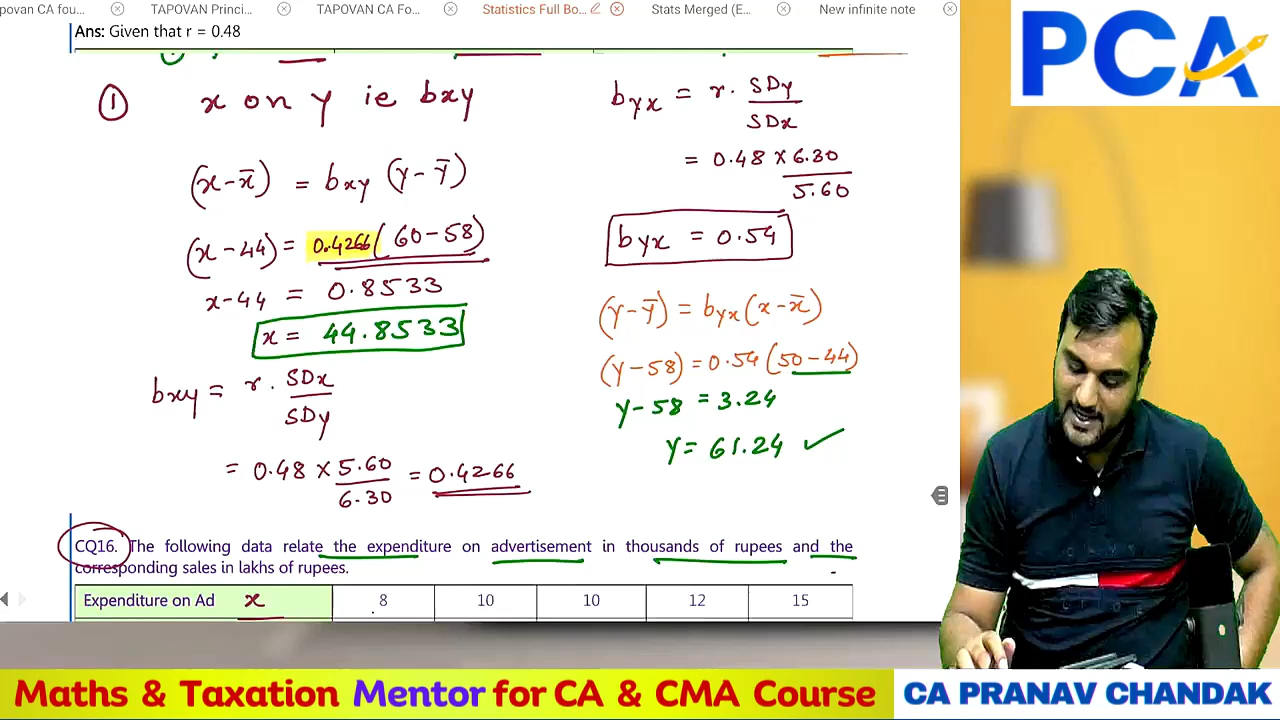 povan CA fou...
TAPOVAN Princi...
TAPOVAN CA Fo...
Statistics Full Bo...
Stats Merged (E...
New infinite note
Ans: Given that r = 0.48
① x on y ie bxy
(x-x̄) = bxy (y-ȳ)
(x-44) = 0.4266(60-58)
x-44 = 0.8533
x = 44.8533
bxy = r. SDx
SDy
= 0.48 × 5.60 = 0.4266
6.30
byx = r. SDy
SDx
= 0.48 × 6.30
5.60
byx = 0.54
(y-ȳ) = byx(x-x̄)
(y-58) = 0.54 (50-44)
y-58 = 3.24
y = 61.24 ✓
CQ16. The following data relate the expenditure on advertisement in thousands of rupees and the
corresponding sales in lakhs of rupees.
Expenditure on Ad x 8 10 10 12 15
PCA
Maths & Taxation Mentor for CA & CMA Course
CA PRANAV CHANDAK